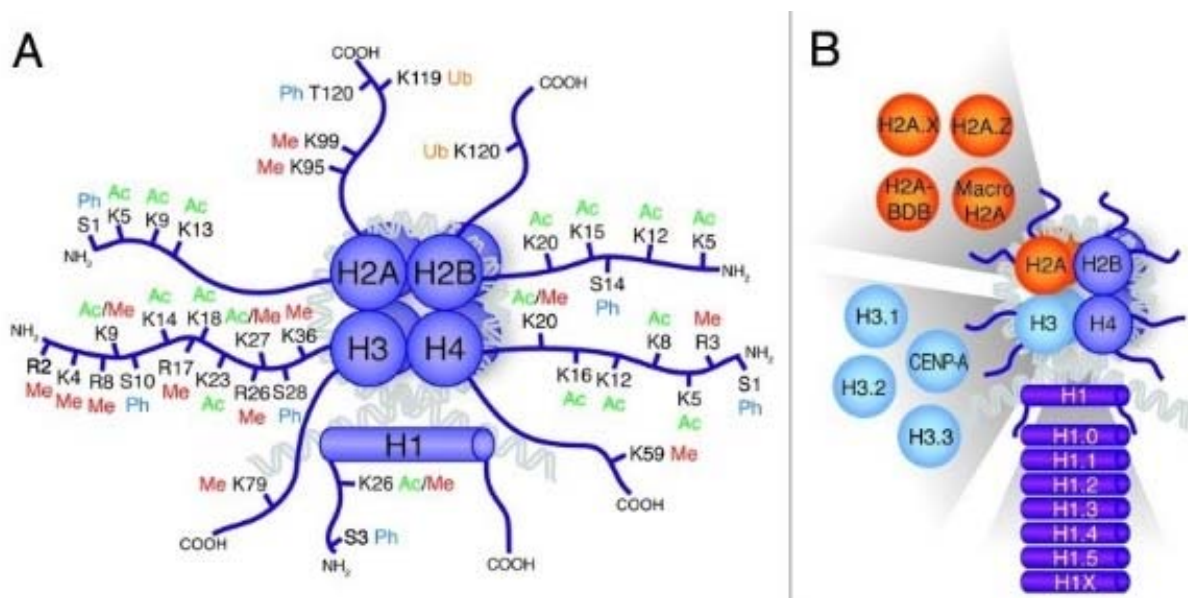 A
COOH
K119 Ub
Ph T120
Me K99
Me K95
COOH
Ub K120
Ph Ac Ac Ac
S1 K5 K9 K13
NH2
Ac Ac Ac Ac
K20 K15 K12 K5
S14
Ph
NH2
H2A H2B
H3 H4
Ac/Me Ac Ac Ac/Me Me
K9 K14 K18 K27 K36
NH2
R2 K4 R8 S10 R17 K23 R26 S28
Me Me Me Ph Me Ac Me Ph
Ac/Me Ac Me
K20 K8 R3
NH2
K16 K12 K5 S1
Ac Ac Ac Ph
H1
Me K79
COOH
K26 Ac/Me
S3 Ph
NH2
COOH
K59 Me
COOH
B
H2A.X H2A.Z
H2A-
BDB
Macro
H2A
H2A H2B
H3 H4
H3.1
CENP-A
H3.2
H3.3
H1
H1.0
H1.1
H1.2
H1.3
H1.4
H1.5
H1X